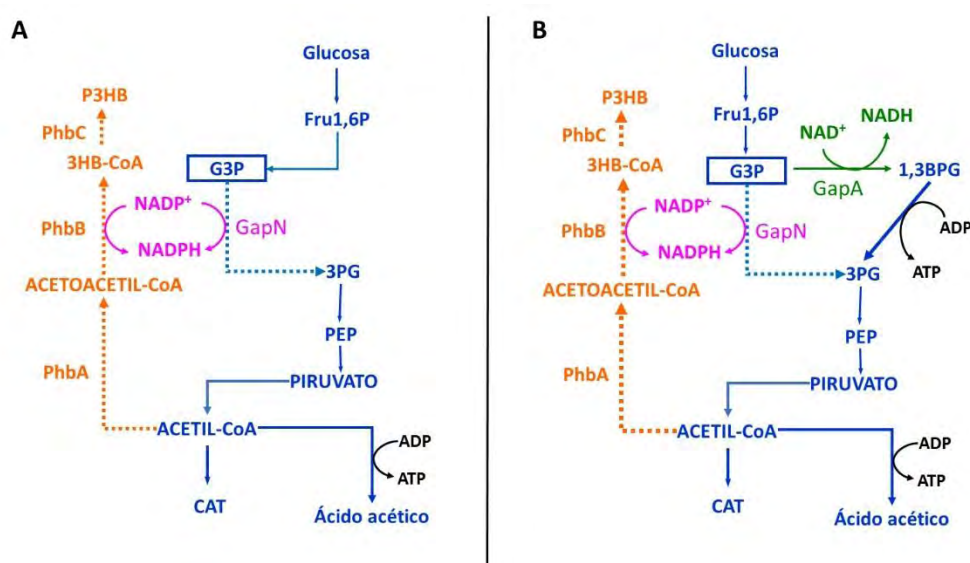 A
Glucosa
Fru1,6P
G3P
P3HB
PhbC
3HB-CoA
NADP⁺
GapN
PhbB
NADPH
ACETOACETIL-CoA
3PG
PEP
PhbA
PIRUVATO
ACETIL-CoA
ADP
ATP
CAT
Ácido acético
B
Glucosa
Fru1,6P
NAD⁺
NADH
G3P
GapA
1,3BPG
P3HB
PhbC
3HB-CoA
NADP⁺
GapN
ADP
PhbB
NADPH
ATP
ACETOACETIL-CoA
3PG
PEP
PhbA
PIRUVATO
ACETIL-CoA
ADP
ATP
CAT
Ácido acético